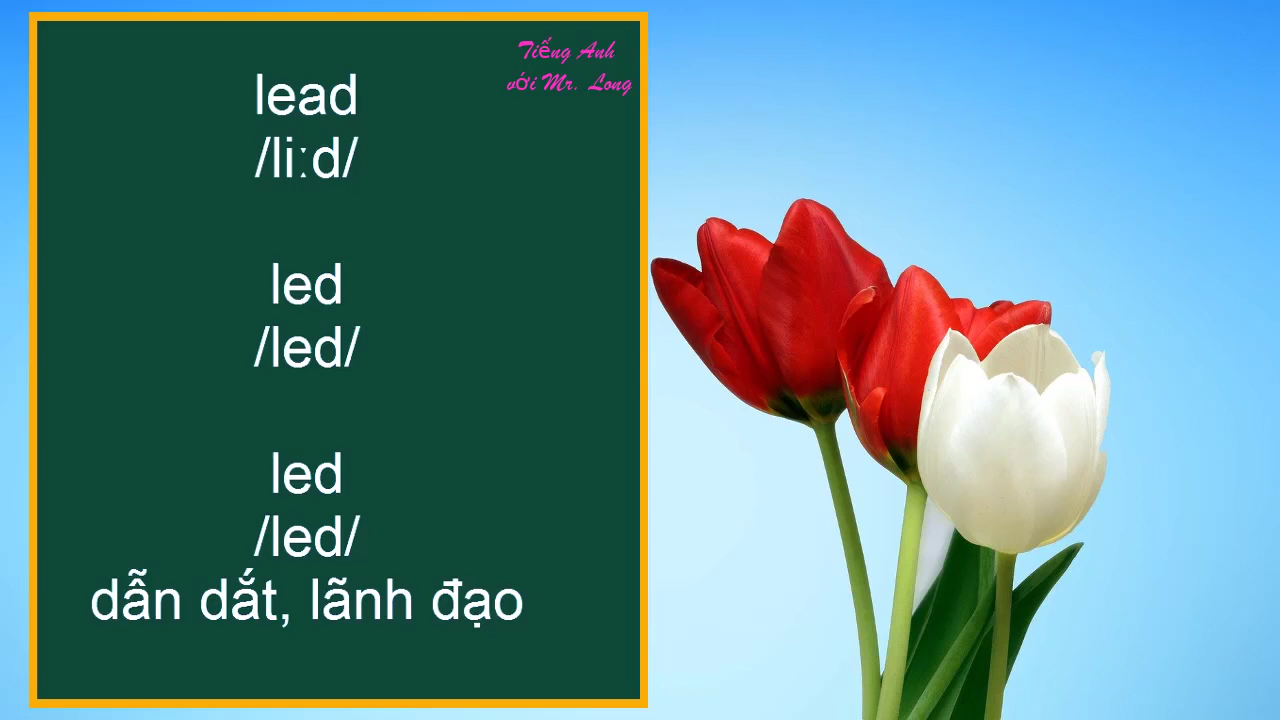 Tiếng Anh
với Mr. Long
lead
/liːd/
led
/led/
led
/led/
dẫn dắt, lãnh đạo